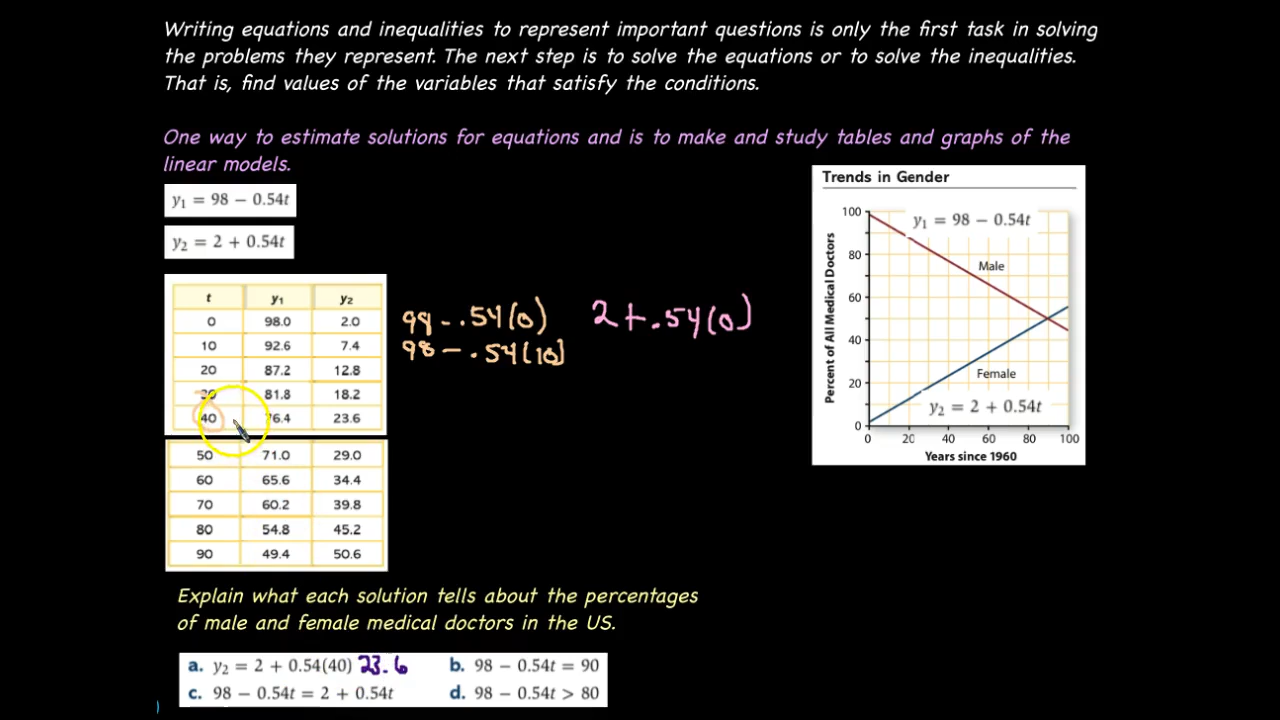 Writing equations and inequalities to represent important questions is only the first task in solving
the problems they represent. The next step is to solve the equations or to solve the inequalities.
That is, find values of the variables that satisfy the conditions.
One way to estimate solutions for equations and is to make and study tables and graphs of the
linear models.
y₁ = 98 − 0.54t
y₂ = 2 + 0.54t
t y₁ y₂
0 98.0 2.0
10 92.6 7.4
20 87.2 12.8
30 81.8 18.2
40 76.4 23.6
50 71.0 29.0
60 65.6 34.4
70 60.2 39.8
80 54.8 45.2
90 49.4 50.6
98 - .54(0)
98 - .54(10)
2 + .54(0)
Trends in Gender
Percent of All Medical Doctors
100
80
60
40
20
0
y₁ = 98 − 0.54t
Male
Female
y₂ = 2 + 0.54t
0 20 40 60 80 100
Years since 1960
Explain what each solution tells about the percentages
of male and female medical doctors in the US.
a. y₂ = 2 + 0.54(40) 23.6 b. 98 − 0.54t = 90
c. 98 − 0.54t = 2 + 0.54t d. 98 − 0.54t > 80